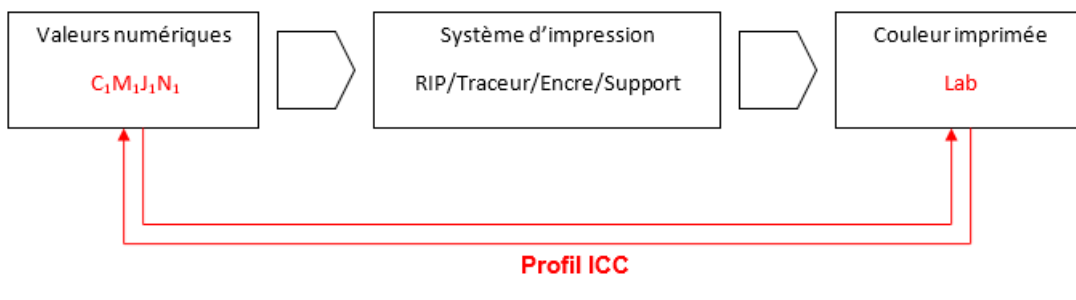 Valeurs numériques
C₁M₁J₁N₁
Système d’impression
RIP/Traceur/Encre/Support
Couleur imprimée
Lab
Profil ICC